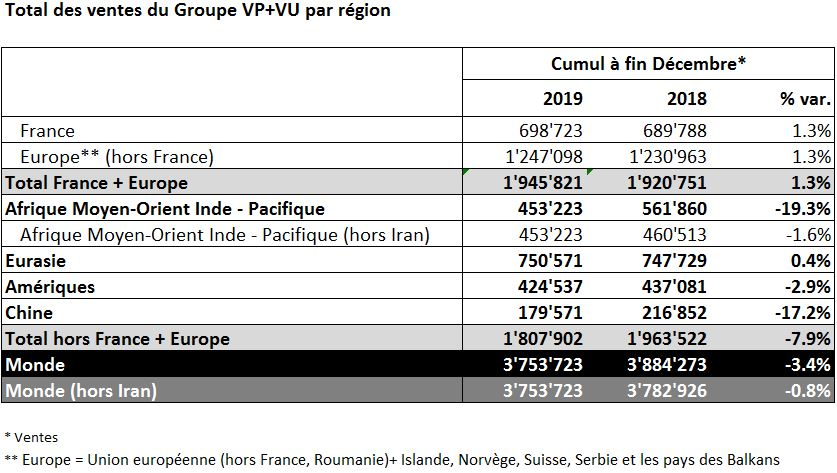 Total des ventes du Groupe VP+VU par région
Cumul à fin Décembre*
2019 2018 % var.
France 698'723 689'788 1.3%
Europe** (hors France) 1'247'098 1'230'963 1.3%
Total France + Europe 1'945'821 1'920'751 1.3%
Afrique Moyen-Orient Inde - Pacifique 453'223 561'860 -19.3%
Afrique Moyen-Orient Inde - Pacifique (hors Iran) 453'223 460'513 -1.6%
Eurasie 750'571 747'729 0.4%
Amériques 424'537 437'081 -2.9%
Chine 179'571 216'852 -17.2%
Total hors France + Europe 1'807'902 1'963'522 -7.9%
Monde 3'753'723 3'884'273 -3.4%
Monde (hors Iran) 3'753'723 3'782'926 -0.8%
* Ventes
** Europe = Union européenne (hors France, Roumanie)+ Islande, Norvège, Suisse, Serbie et les pays des Balkans